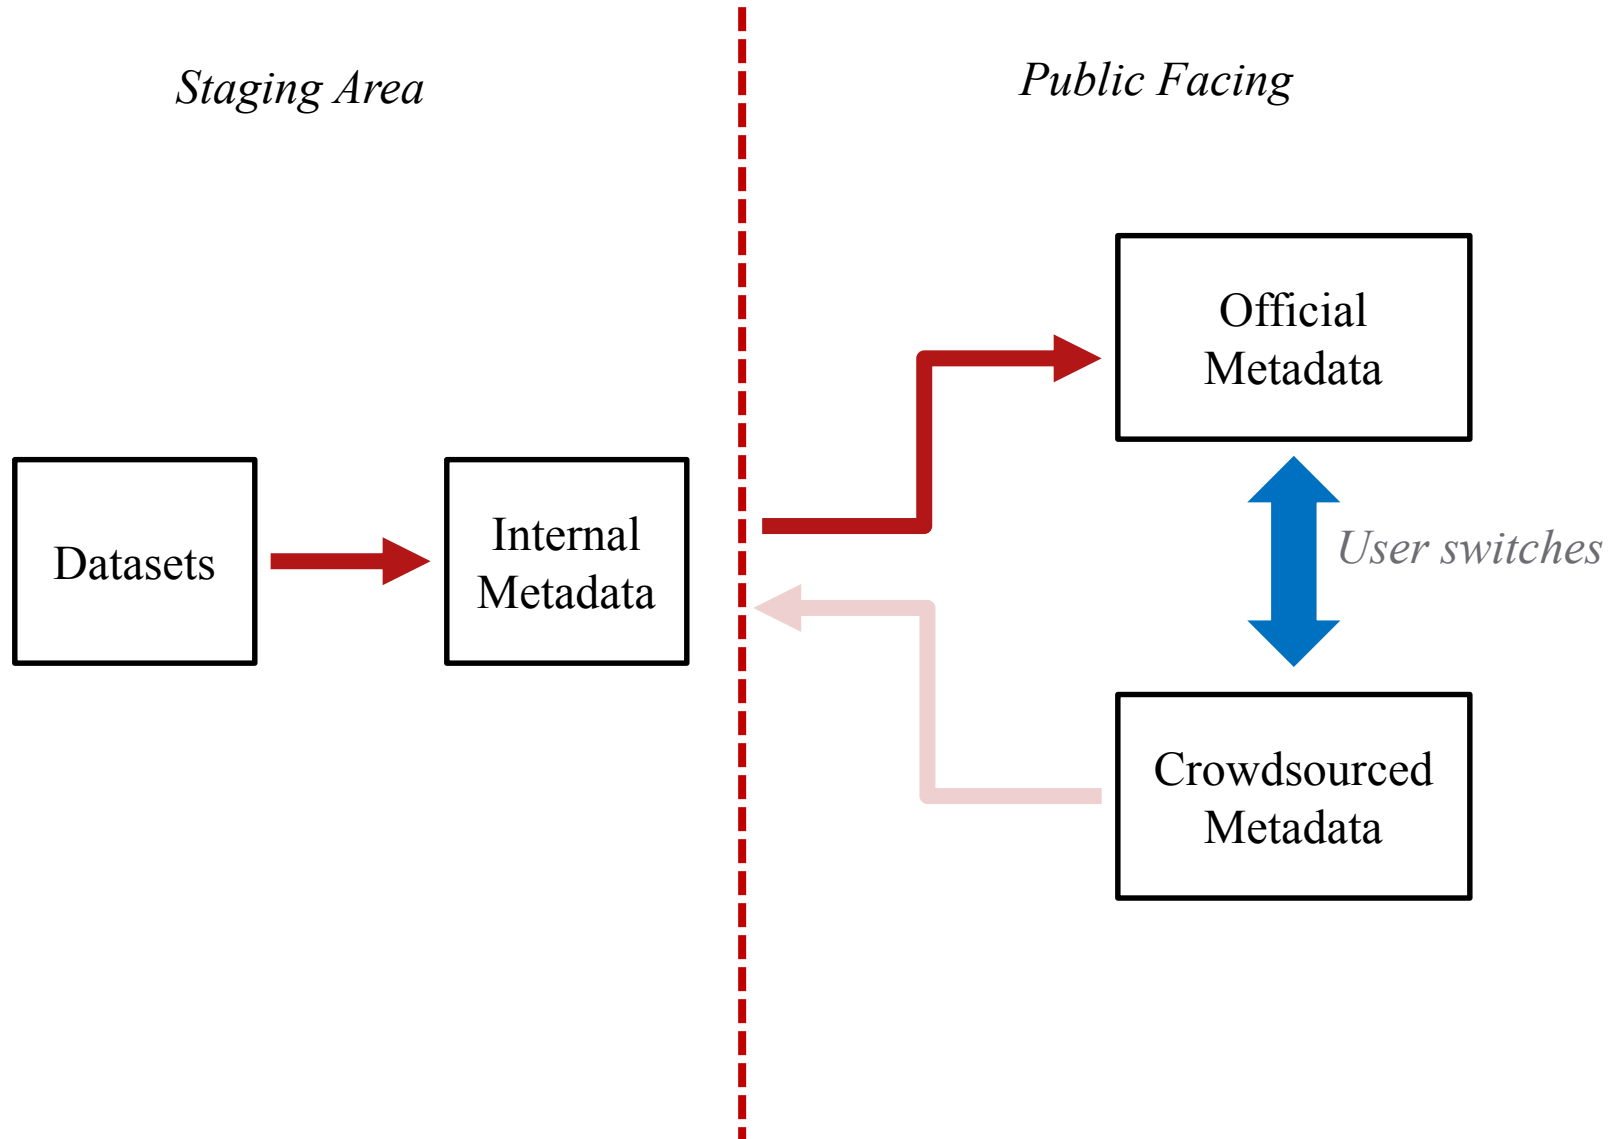 Staging Area
Public Facing
Official
Metadata
Datasets
Internal
Metadata
User switches
Crowdsourced
Metadata